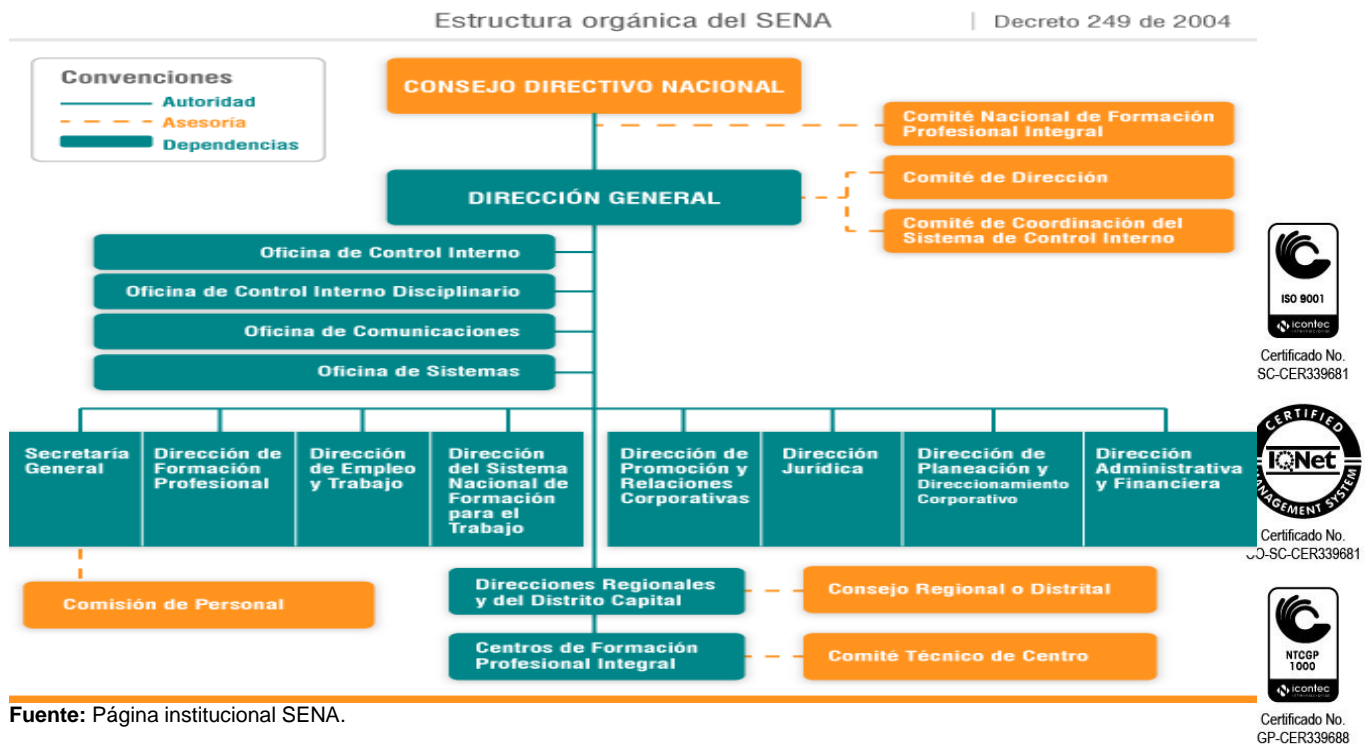 Estructura orgánica del SENA | Decreto 249 de 2004
Convenciones
Autoridad
Asesoría
Dependencias
CONSEJO DIRECTIVO NACIONAL
Comité Nacional de Formación
Profesional Integral
DIRECCIÓN GENERAL
Comité de Dirección
Comité de Coordinación del
Sistema de Control Interno
Oficina de Control Interno
Oficina de Control Interno Disciplinario
Oficina de Comunicaciones
Oficina de Sistemas
Secretaría
General
Dirección de
Formación
Profesional
Dirección
de Empleo
y Trabajo
Dirección
del Sistema
Nacional de
Formación
para el
Trabajo
Dirección de
Promoción y
Relaciones
Corporativas
Dirección
Jurídica
Dirección de
Planeación y
Direccionamiento
Corporativo
Dirección
Administrativa
y Financiera
Comisión de Personal
Direcciones Regionales
y del Distrito Capital
Consejo Regional o Distrital
Centros de Formación
Profesional Integral
Comité Técnico de Centro
Fuente: Página institucional SENA.
ISO 9001
icontec
Certificado No.
SC-CER339681
CERTIFIED
IQNet
MANAGEMENT SYSTEM
Certificado No.
CO-SC-CER339681
NTCGP
1000
icontec
Certificado No.
GP-CER339688